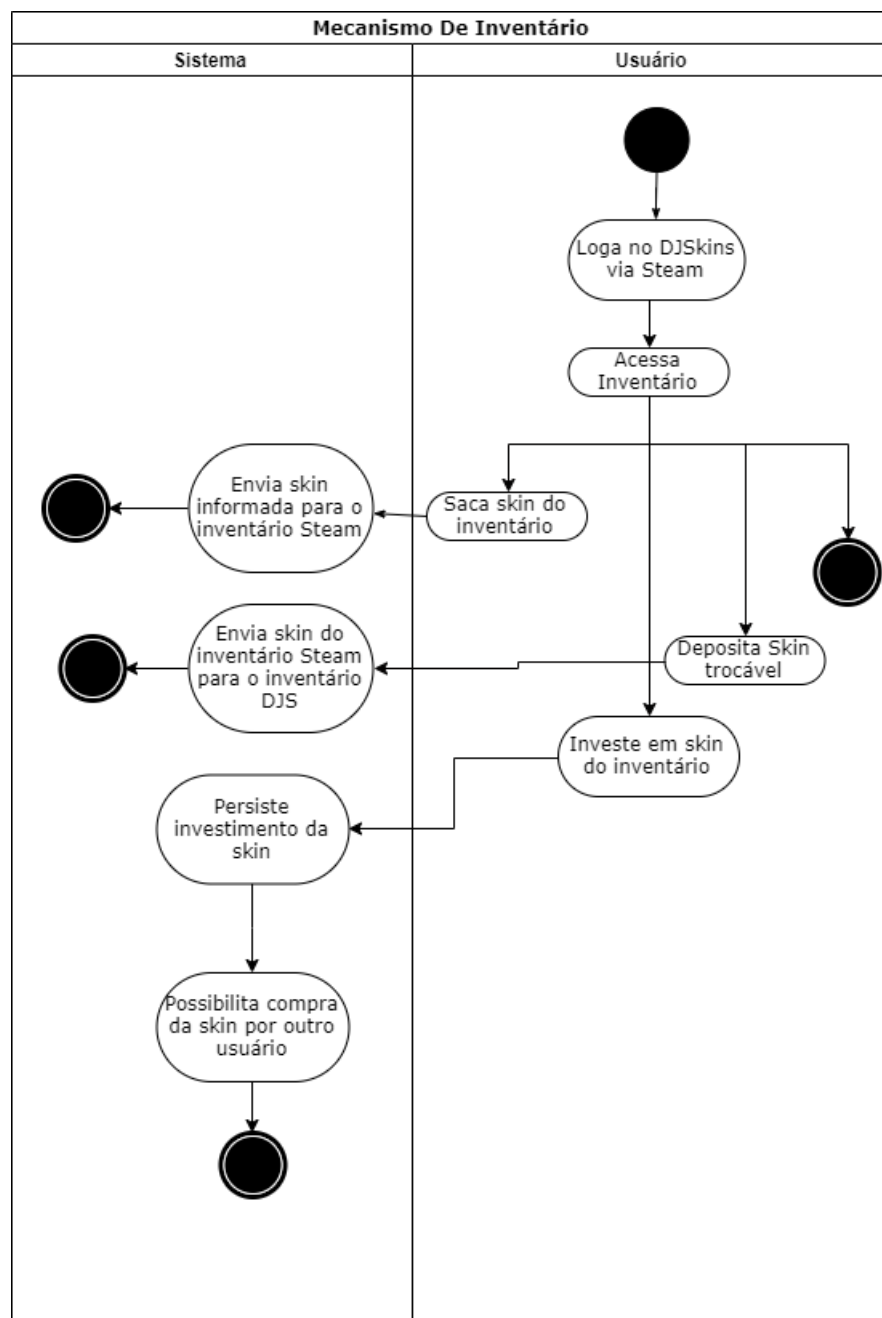 Mecanismo De Inventário
Sistema
Usuário
Loga no DJSkins
via Steam
Acessa
Inventário
Envia skin
informada para o
inventário Steam
Saca skin do
inventário
Envia skin do
inventário Steam
para o inventário
DJS
Deposita Skin
trocável
Investe em skin
do inventário
Persiste
investimento da
skin
Possibilita compra
da skin por outro
usuário